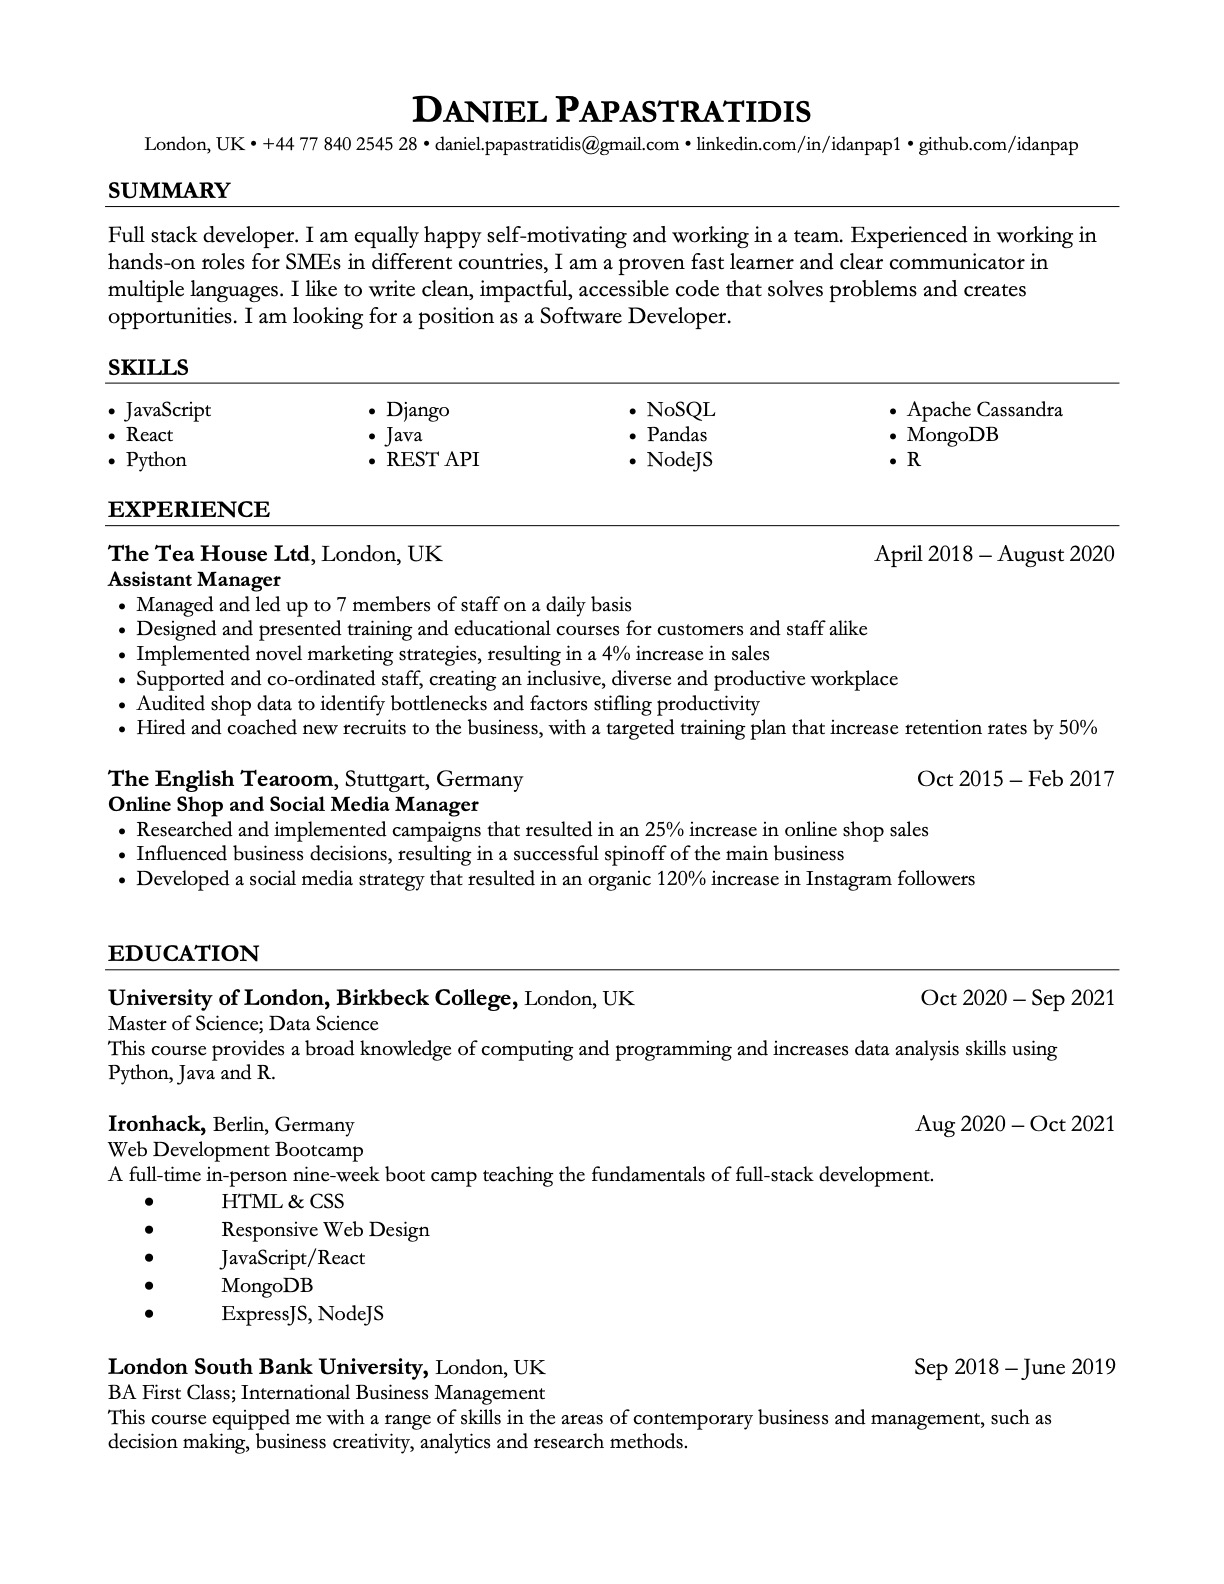 DANIEL PAPASTRATIDIS
London, UK • +44 77 840 2545 28 • daniel.papastratidis@gmail.com • linkedin.com/in/idanpap1 • github.com/idanpap
SUMMARY
Full stack developer. I am equally happy self-motivating and working in a team. Experienced in working in
hands-on roles for SMEs in different countries, I am a proven fast learner and clear communicator in
multiple languages. I like to write clean, impactful, accessible code that solves problems and creates
opportunities. I am looking for a position as a Software Developer.
SKILLS
• JavaScript • Django • NoSQL • Apache Cassandra
• React • Java • Pandas • MongoDB
• Python • REST API • NodeJS • R
EXPERIENCE
The Tea House Ltd, London, UK April 2018 – August 2020
Assistant Manager
• Managed and led up to 7 members of staff on a daily basis
• Designed and presented training and educational courses for customers and staff alike
• Implemented novel marketing strategies, resulting in a 4% increase in sales
• Supported and co-ordinated staff, creating an inclusive, diverse and productive workplace
• Audited shop data to identify bottlenecks and factors stifling productivity
• Hired and coached new recruits to the business, with a targeted training plan that increase retention rates by 50%
The English Tearoom, Stuttgart, Germany Oct 2015 – Feb 2017
Online Shop and Social Media Manager
• Researched and implemented campaigns that resulted in an 25% increase in online shop sales
• Influenced business decisions, resulting in a successful spinoff of the main business
• Developed a social media strategy that resulted in an organic 120% increase in Instagram followers
EDUCATION
University of London, Birkbeck College, London, UK Oct 2020 – Sep 2021
Master of Science; Data Science
This course provides a broad knowledge of computing and programming and increases data analysis skills using
Python, Java and R.
Ironhack, Berlin, Germany Aug 2020 – Oct 2021
Web Development Bootcamp
A full-time in-person nine-week boot camp teaching the fundamentals of full-stack development.
• HTML & CSS
• Responsive Web Design
• JavaScript/React
• MongoDB
• ExpressJS, NodeJS
London South Bank University, London, UK Sep 2018 – June 2019
BA First Class; International Business Management
This course equipped me with a range of skills in the areas of contemporary business and management, such as
decision making, business creativity, analytics and research methods.